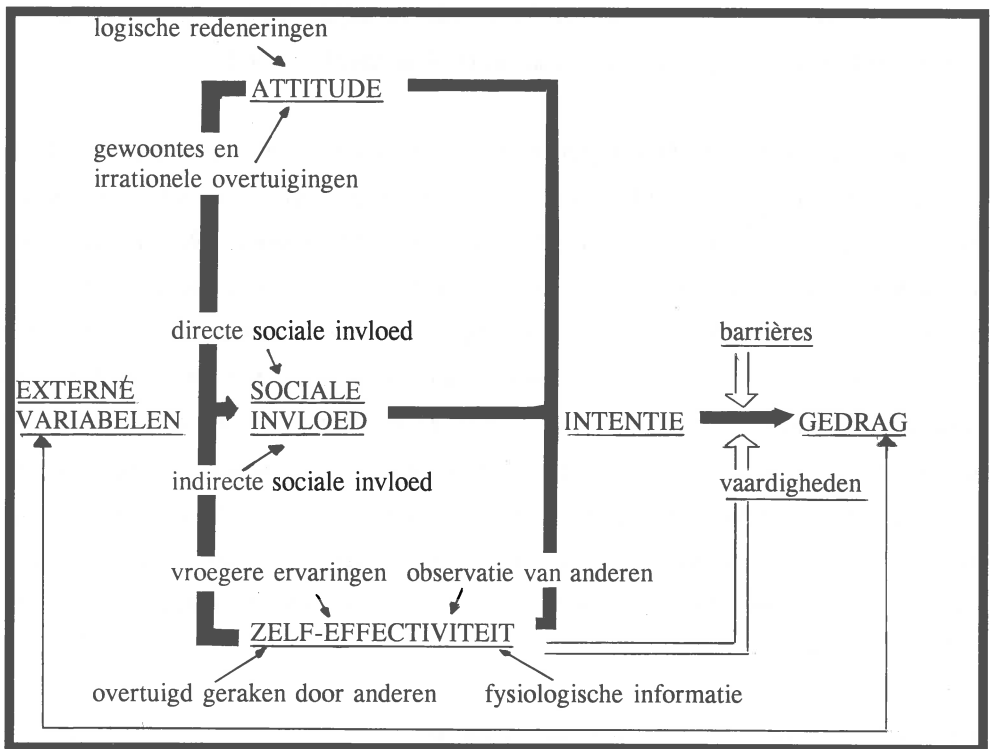 logische redeneringen
ATTITUDE
gewoontes en
irrationele overtuigingen
directe sociale invloed
barrières
EXTERNE
VARIABELEN
SOCIALE
INVLOED
INTENTIE
GEDRAG
indirecte sociale invloed
vaardigheden
vroegere ervaringen observatie van anderen
ZELF-EFFECTIVITEIT
overtuigd geraken door anderen fysiologische informatie